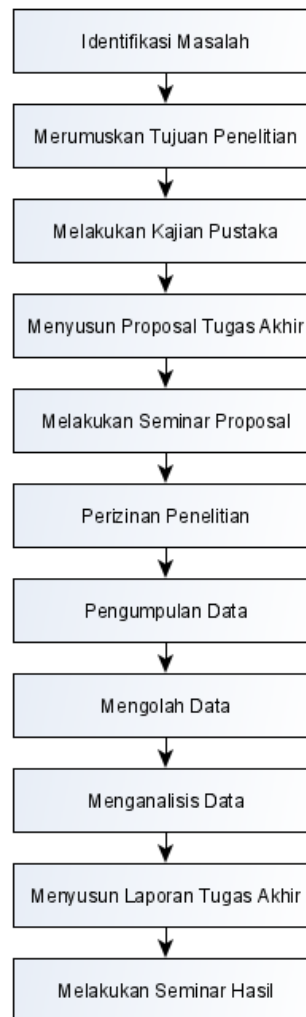 Identifikasi Masalah
Merumuskan Tujuan Penelitian
Melakukan Kajian Pustaka
Menyusun Proposal Tugas Akhir
Melakukan Seminar Proposal
Perizinan Penelitian
Pengumpulan Data
Mengolah Data
Menganalisis Data
Menyusun Laporan Tugas Akhir
Melakukan Seminar Hasil